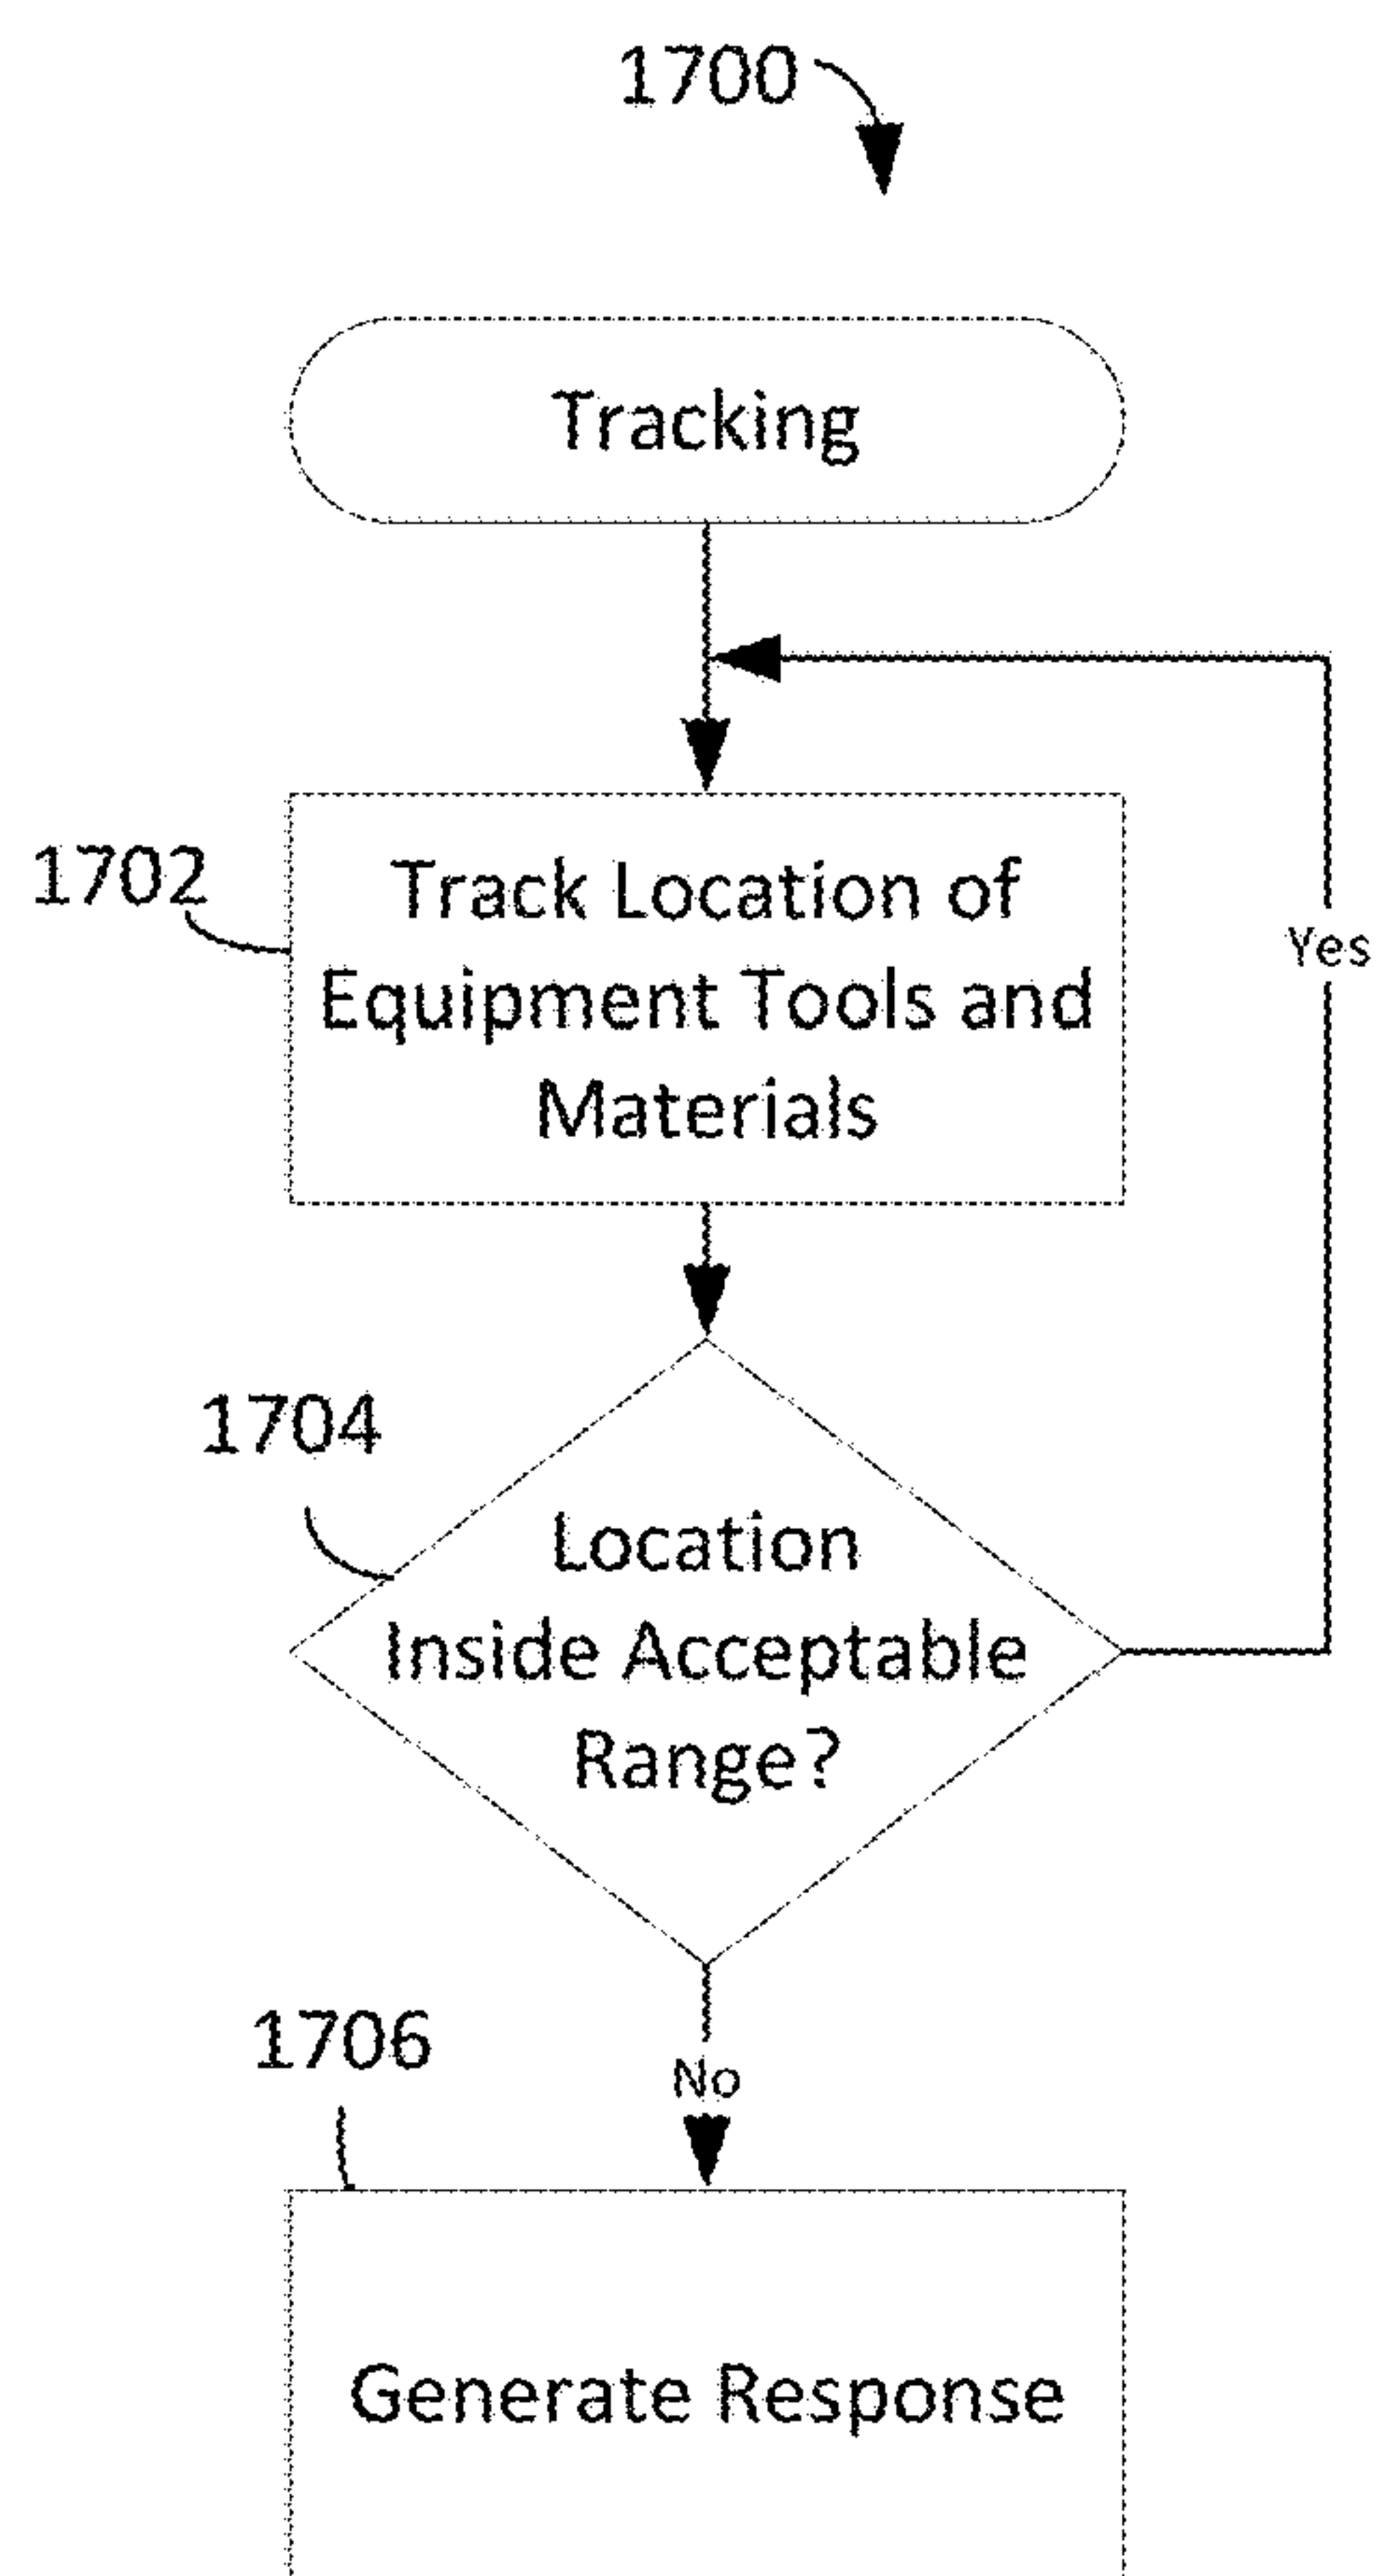 1700
Tracking
1702
Track Location of
Equipment Tools and
Materials
Yes
1704
Location
Inside Acceptable
Range?
1706
No
Generate Response